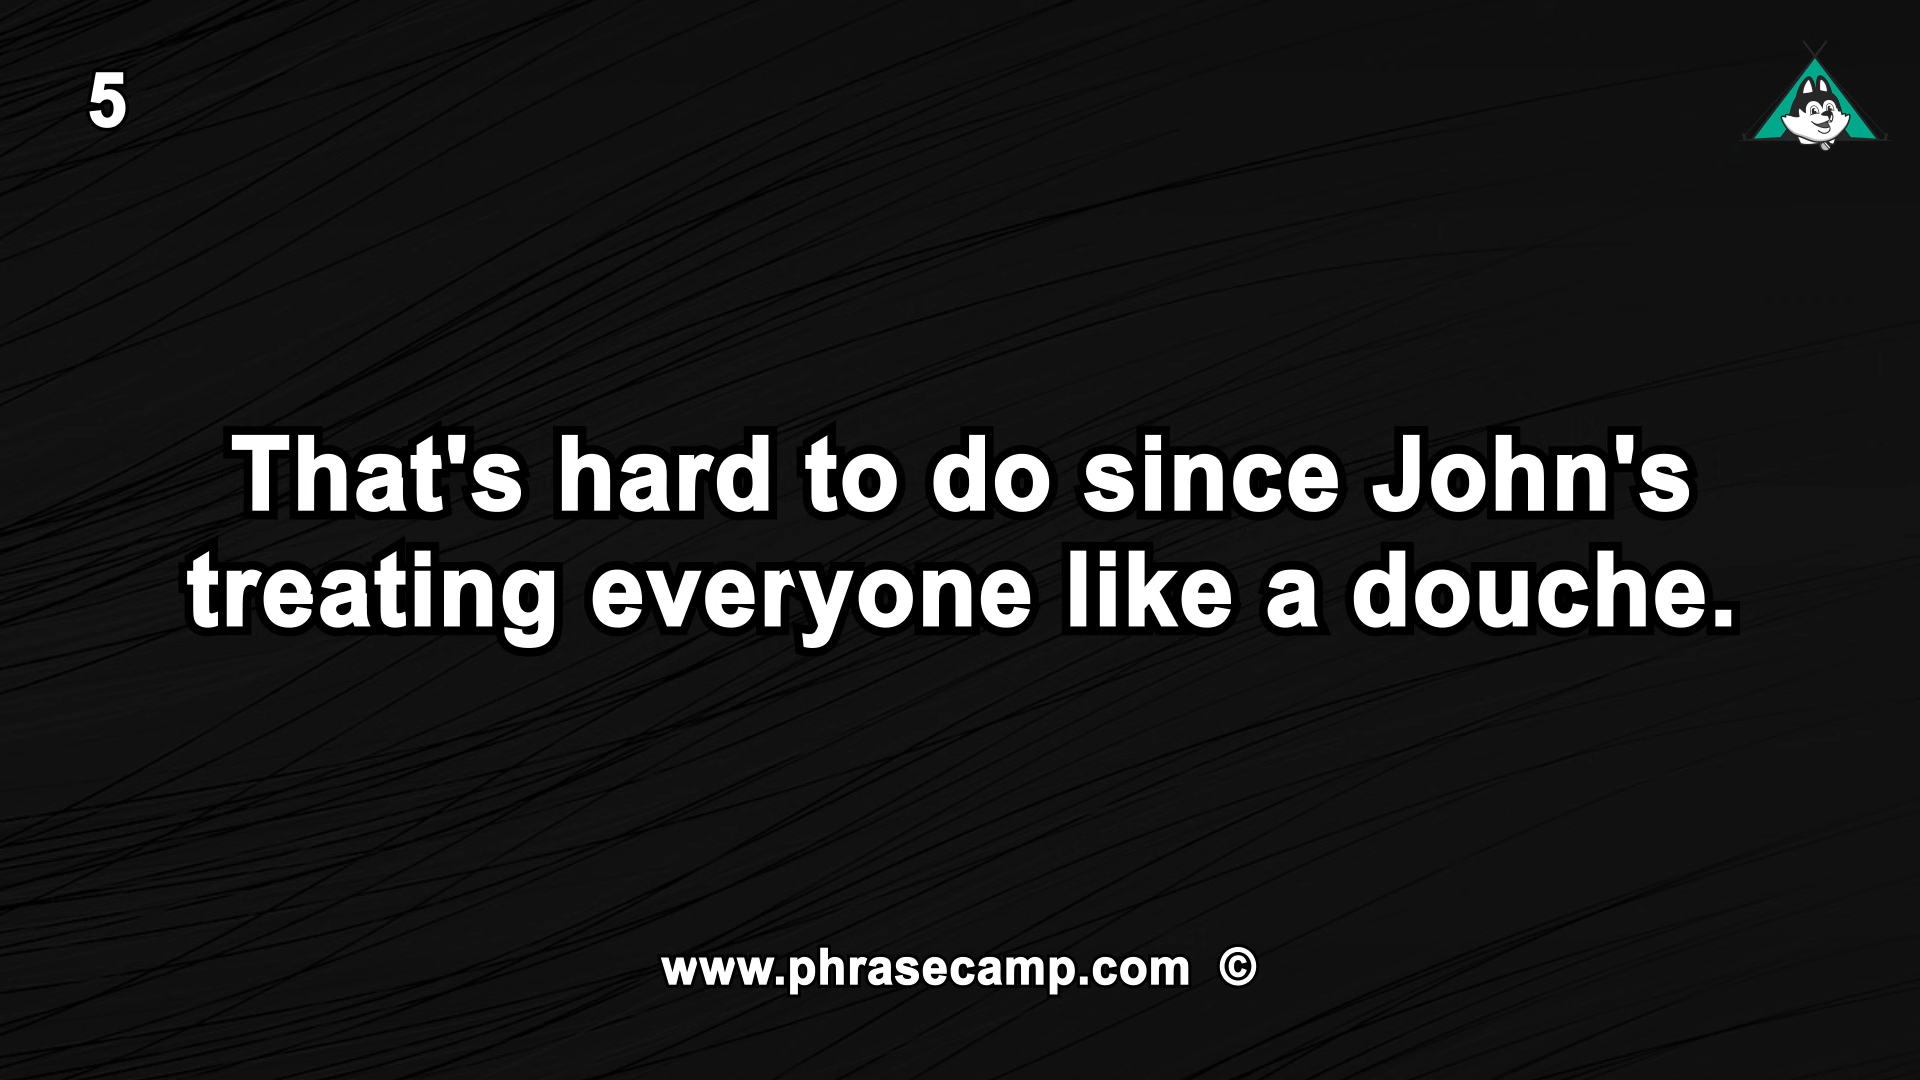 5
That's hard to do since John's
treating everyone like a douche.
www.phrasecamp.com ©